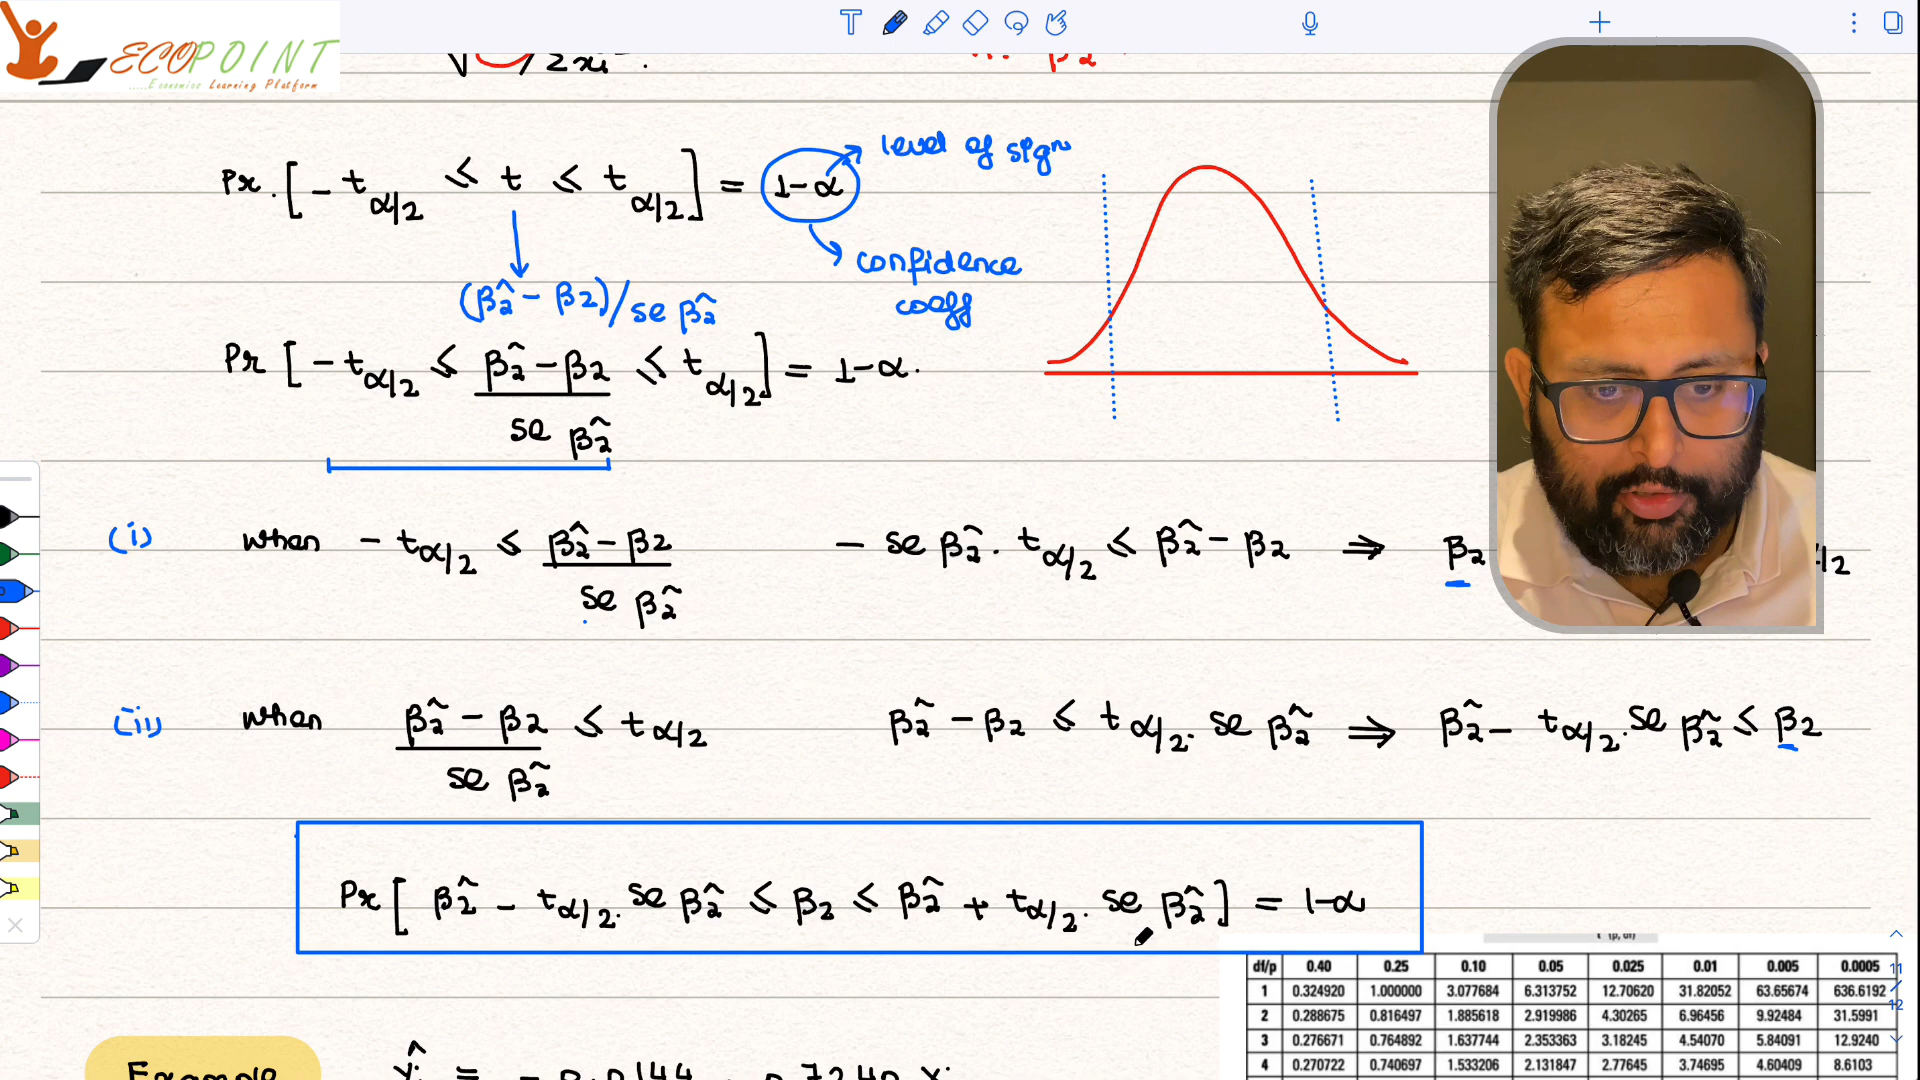 ECOPOINT
.....Economics Learning Platform
level of sign
Pr. [ - tα/2 ≤ t ≤ tα/2 ] = 1-α
confidence
coeff
(β̂2 - β2)/se β̂2
Pr [ - tα/2 ≤ β̂2 - β2 ≤ tα/2 ] = 1-α.
se β̂2
(i) when - tα/2 ≤ β̂2 - β2 - se β̂2 . tα/2 ≤ β̂2 - β2 ⇒ β2
se β̂2
(ii) when β̂2 - β2 ≤ tα/2 β̂2 - β2 ≤ tα/2 . se β̂2 ⇒ β̂2 - tα/2 . se β̂2 ≤ β2
se β̂2
Pr [ β̂2 - tα/2 . se β̂2 ≤ β2 ≤ β̂2 + tα/2 . se β̂2 ] = 1-α
df/p 0.40 0.25 0.10 0.05 0.025 0.01 0.005 0.0005
1 0.324920 1.000000 3.077684 6.313752 12.70620 31.82052 63.65674 636.6192
2 0.288675 0.816497 1.885618 2.919986 4.30265 6.96456 9.92484 31.5991
3 0.276671 0.764892 1.637744 2.353363 3.18245 4.54070 5.84091 12.9240
4 0.270722 0.740697 1.533206 2.131847 2.77645 3.74695 4.60409 8.6103
11
12
Example